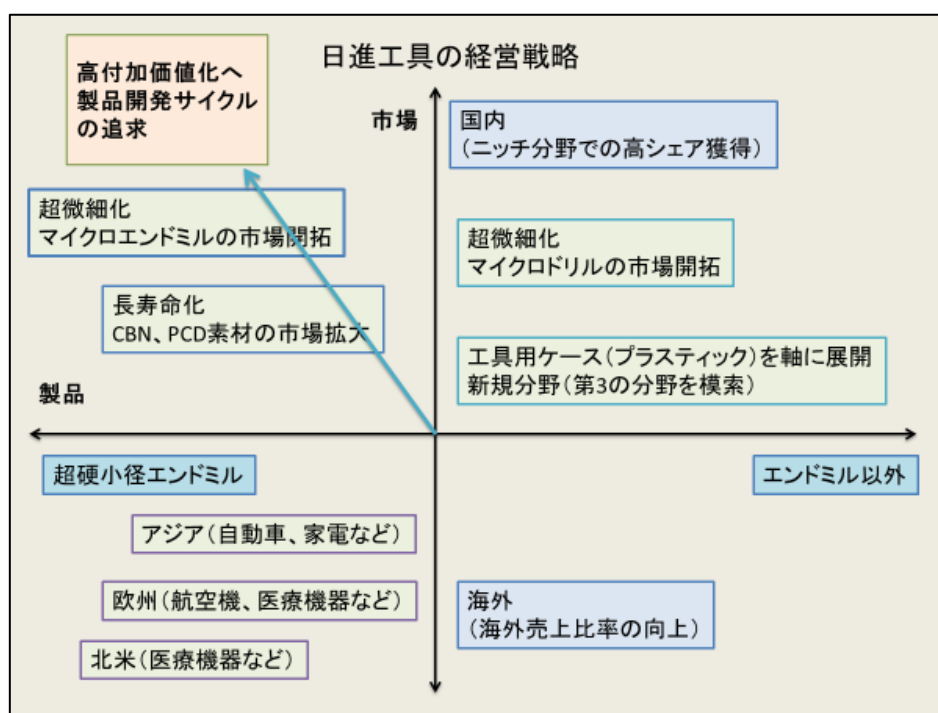 日進工具の経営戦略
高付加価値化へ
製品開発サイクル
の追求
市場
国内
(ニッチ分野での高シェア獲得)
超微細化
マイクロエンドミルの市場開拓
超微細化
マイクロドリルの市場開拓
長寿命化
CBN、PCD素材の市場拡大
工具用ケース(プラスティック)を軸に展開
新規分野(第3の分野を模索)
製品
超硬小径エンドミル
エンドミル以外
アジア(自動車、家電など)
欧州(航空機、医療機器など)
北米(医療機器など)
海外
(海外売上比率の向上)